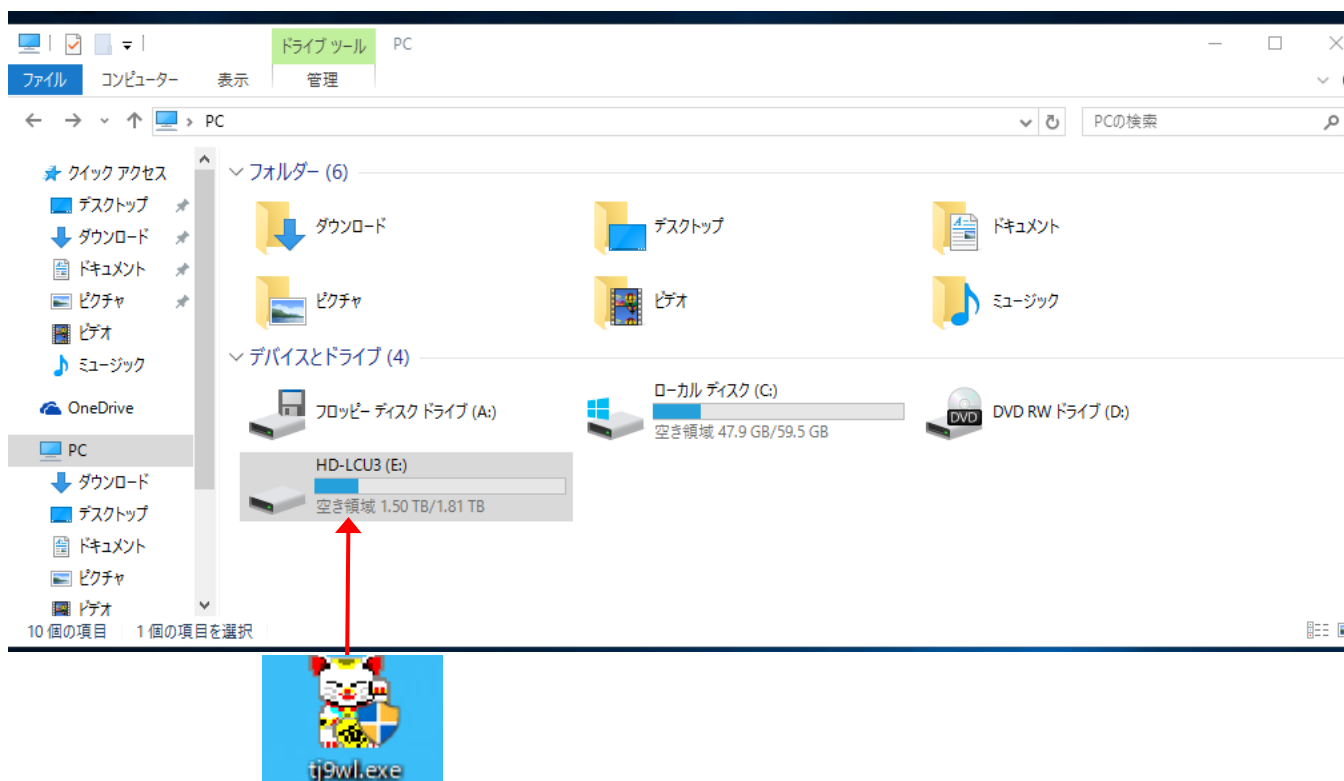 ドライブ ツール PC
ファイル コンピューター 表示 管理
PC PCの検索
クイック アクセス
デスクトップ
ダウンロード
ドキュメント
ピクチャ
ビデオ
ミュージック
OneDrive
PC
ダウンロード
デスクトップ
ドキュメント
ピクチャ
ビデオ
フォルダー (6)
ダウンロード デスクトップ ドキュメント
ピクチャ ビデオ ミュージック
デバイスとドライブ (4)
フロッピー ディスク ドライブ (A:)
ローカル ディスク (C:)
空き領域 47.9 GB/59.5 GB
DVD
DVD RW ドライブ (D:)
HD-LCU3 (E:)
空き領域 1.50 TB/1.81 TB
10 個の項目 1 個の項目を選択
tj9wl.exe